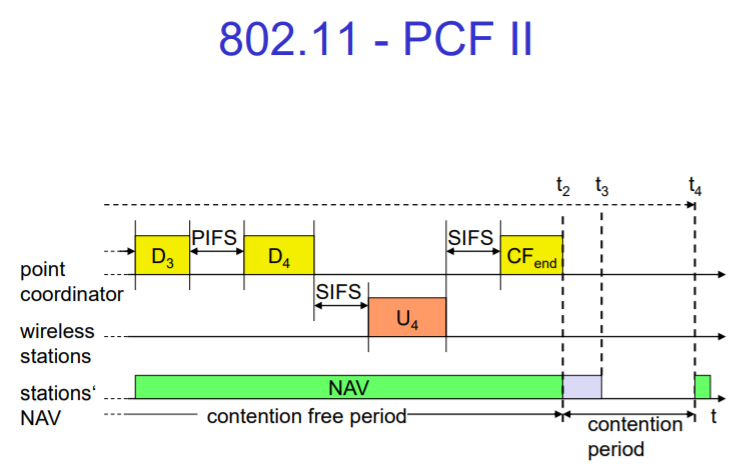 802.11 - PCF II
t2 t3 t4
PIFS SIFS
D3 D4 CFend
point
coordinator
SIFS
U4
wireless
stations
NAV
stations‘
NAV
contention free period
contention
period
t